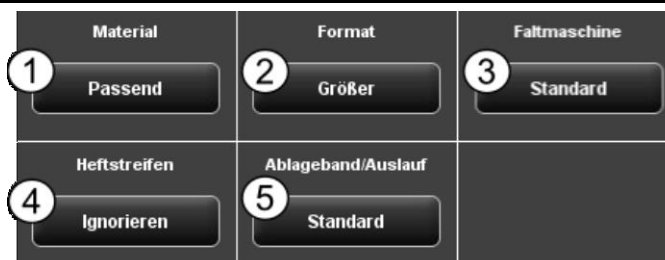 Material
Format
Faltmaschine
1
Passend
2
Größer
3
Standard
Heftstreifen
Ablageband/Auslauf
4
Ignorieren
5
Standard